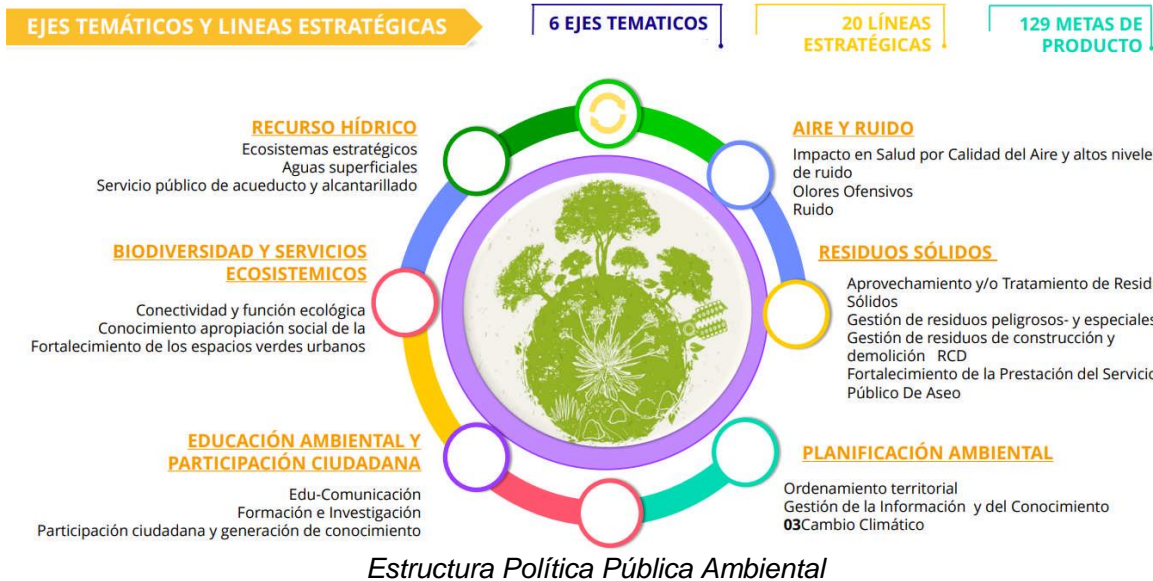 EJES TEMÁTICOS Y LINEAS ESTRATÉGICAS
6 EJES TEMATICOS
20 LÍNEAS
ESTRATÉGICAS
129 METAS DE
PRODUCTO
RECURSO HÍDRICO
Ecosistemas estratégicos
Aguas superficiales
Servicio público de acueducto y alcantarillado
BIODIVERSIDAD Y SERVICIOS
ECOSISTEMICOS
Conectividad y función ecológica
Conocimiento apropiación social de la
Fortalecimiento de los espacios verdes urbanos
EDUCACIÓN AMBIENTAL Y
PARTICIPACIÓN CIUDADANA
Edu-Comunicación
Formación e Investigación
Participación ciudadana y generación de conocimiento
AIRE Y RUIDO
Impacto en Salud por Calidad del Aire y altos nivele
de ruido
Olores Ofensivos
Ruido
RESIDUOS SÓLIDOS
Aprovechamiento y/o Tratamiento de Resid
Sólidos
Gestión de residuos peligrosos- y especiales
Gestión de residuos de construcción y
demolición RCD
Fortalecimiento de la Prestación del Servicio
Público De Aseo
PLANIFICACIÓN AMBIENTAL
Ordenamiento territorial
Gestión de la Información y del Conocimiento
03Cambio Climático
Estructura Política Pública Ambiental